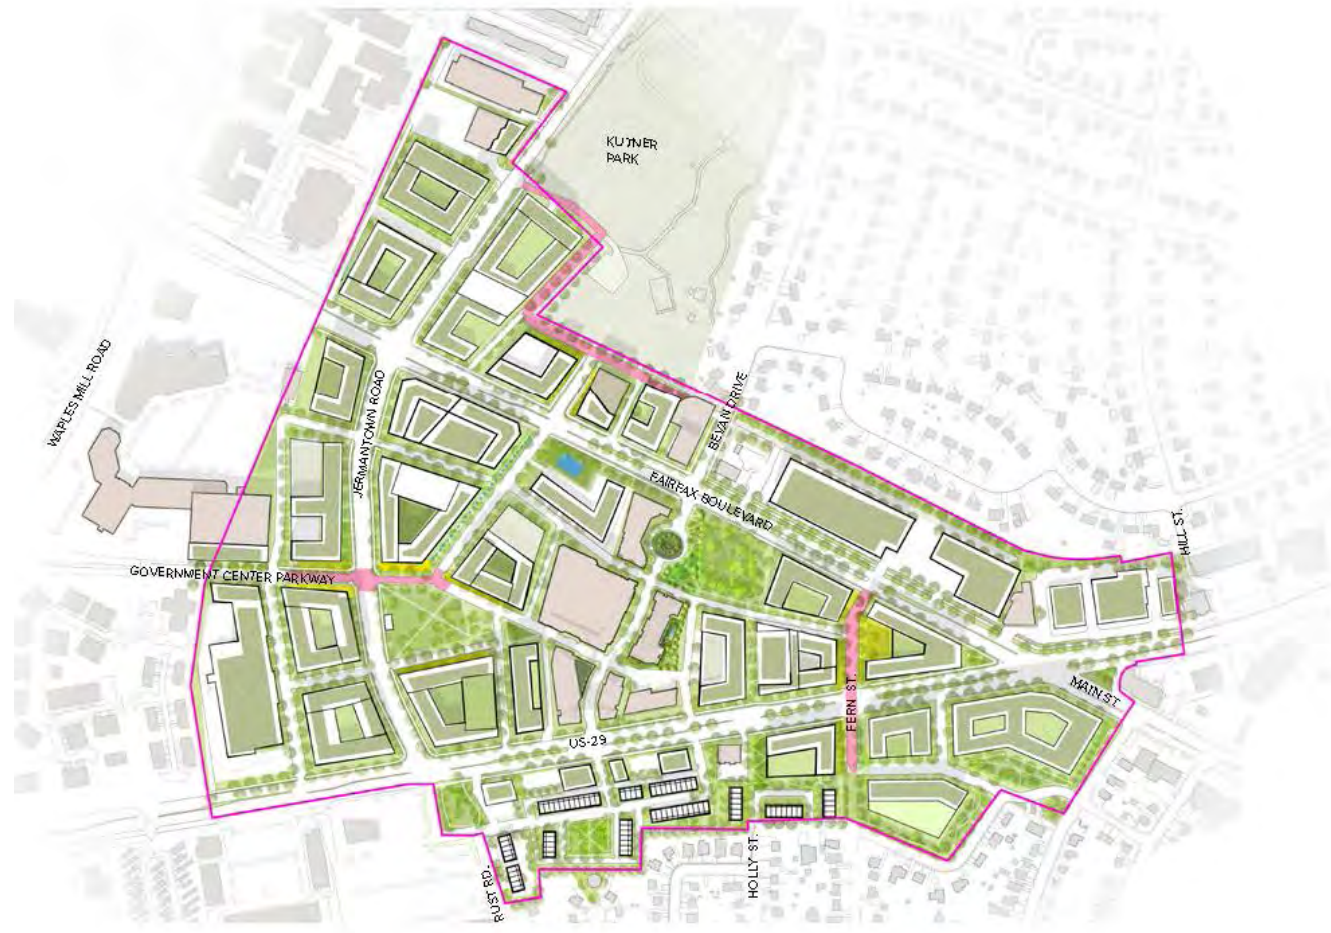 KUTNER
PARK
WAPLES MILL ROAD
JERMANTOWN ROAD
BEVAN DRIVE
FAIRFAX BOULEVARD
HILL ST.
GOVERNMENT CENTER PARKWAY
MAIN ST.
FERN ST.
US-29
HOLLY ST.
RUST RD.